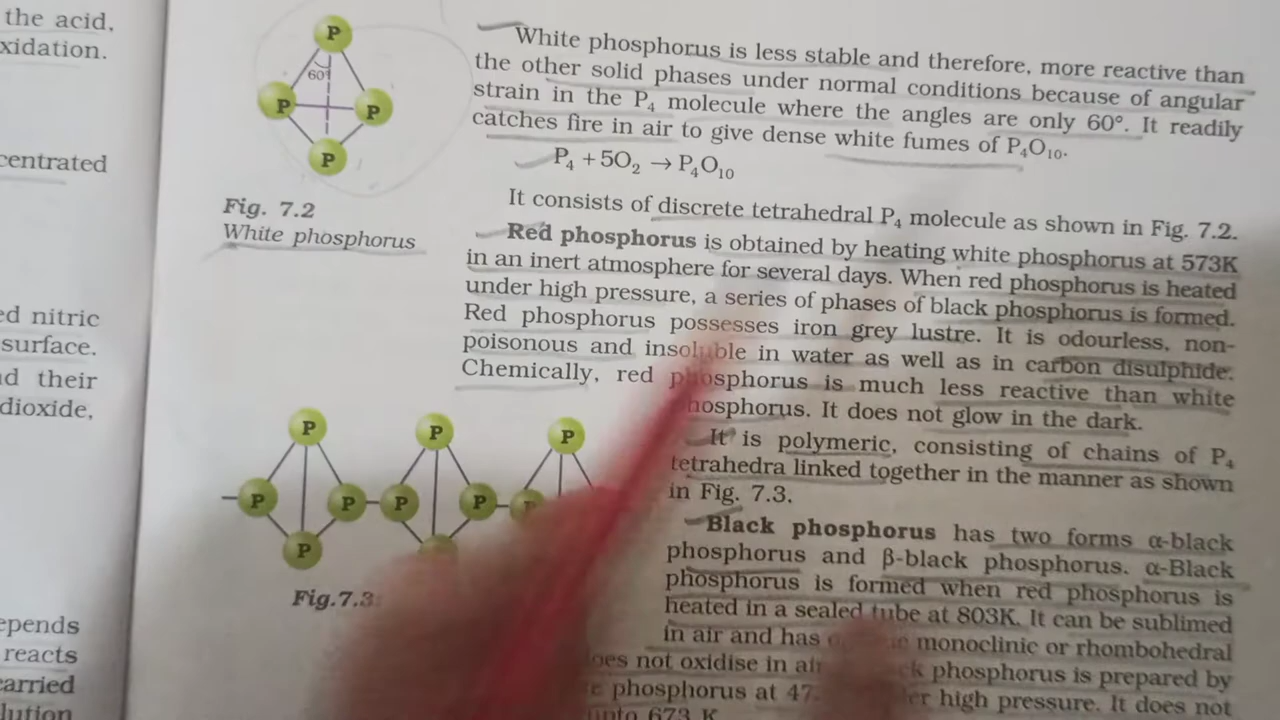 the acid,
xidation.
centrated
ed nitric
surface.
d their
dioxide,
epends
reacts
carried
lution
P
60°
P
P
P
Fig. 7.2
White phosphorus
White phosphorus is less stable and therefore, more reactive than
the other solid phases under normal conditions because of angular
strain in the P₄ molecule where the angles are only 60°. It readily
catches fire in air to give dense white fumes of P₄O₁₀.
P₄ + 5O₂ → P₄O₁₀
It consists of discrete tetrahedral P₄ molecule as shown in Fig. 7.2.
Red phosphorus is obtained by heating white phosphorus at 573K
in an inert atmosphere for several days. When red phosphorus is heated
under high pressure, a series of phases of black phosphorus is formed.
Red phosphorus possesses iron grey lustre. It is odourless, non-
poisonous and insoluble in water as well as in carbon disulphide.
Chemically, red phosphorus is much less reactive than white
hosphorus. It does not glow in the dark.
It is polymeric, consisting of chains of P₄
tetrahedra linked together in the manner as shown
in Fig. 7.3.
P P P
P P P P
P
Fig.7.3
Black phosphorus has two forms α-black
phosphorus and β-black phosphorus. α-Black
phosphorus is formed when red phosphorus is
heated in a sealed tube at 803K. It can be sublimed
in air and has monoclinic or rhombohedral
does not oxidise in air phosphorus is prepared by
phosphorus at 47 high pressure. It does not
unto 673 K